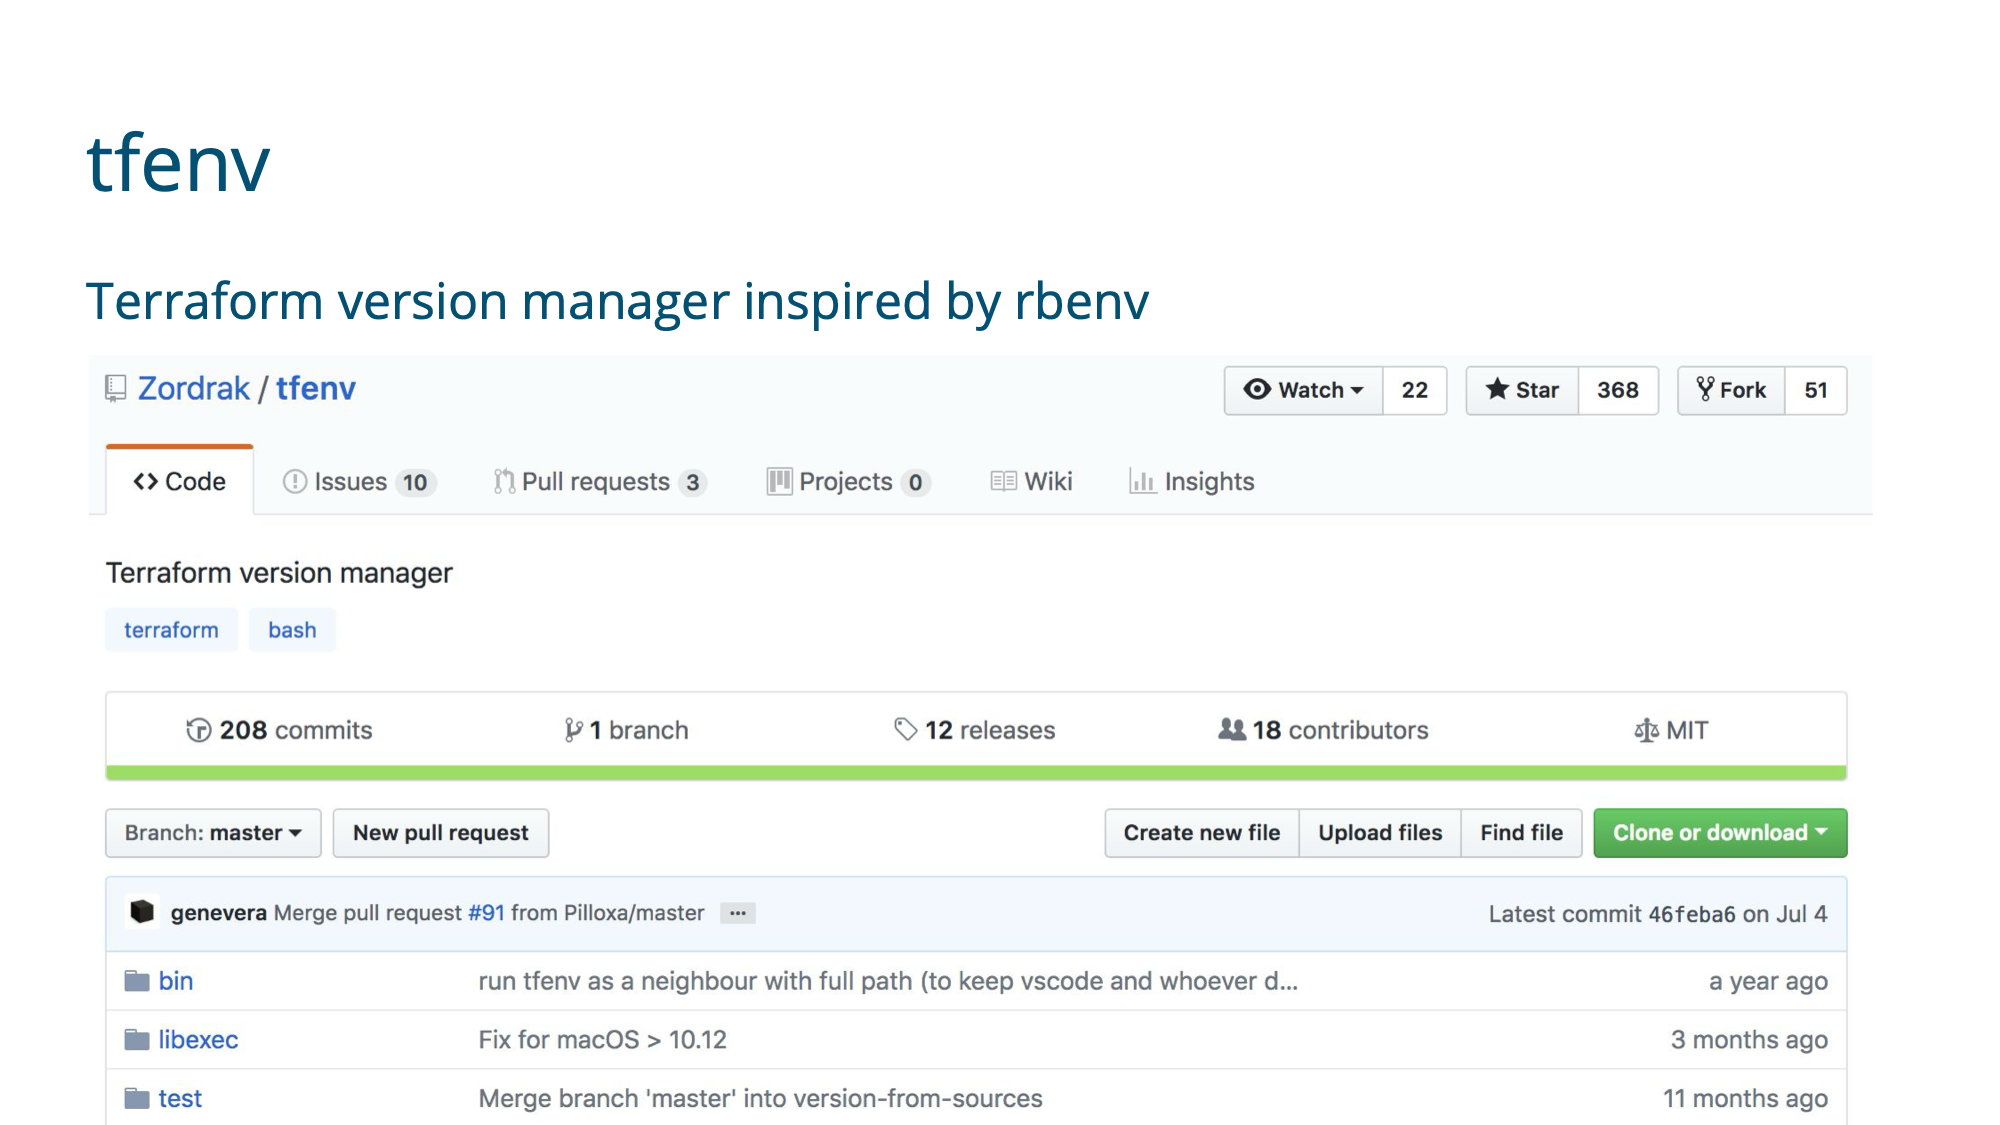 tfenv
Terraform version manager inspired by rbenv
Zordrak / tfenv
Watch 22 Star 368 Fork 51
Code Issues 10 Pull requests 3 Projects 0 Wiki Insights
Terraform version manager
terraform bash
208 commits 1 branch 12 releases 18 contributors MIT
Branch: master New pull request Create new file Upload files Find file Clone or download
genevera Merge pull request #91 from Pilloxa/master ... Latest commit 46feba6 on Jul 4
bin run tfenv as a neighbour with full path (to keep vscode and whoever d... a year ago
libexec Fix for macOS > 10.12 3 months ago
test Merge branch 'master' into version-from-sources 11 months ago